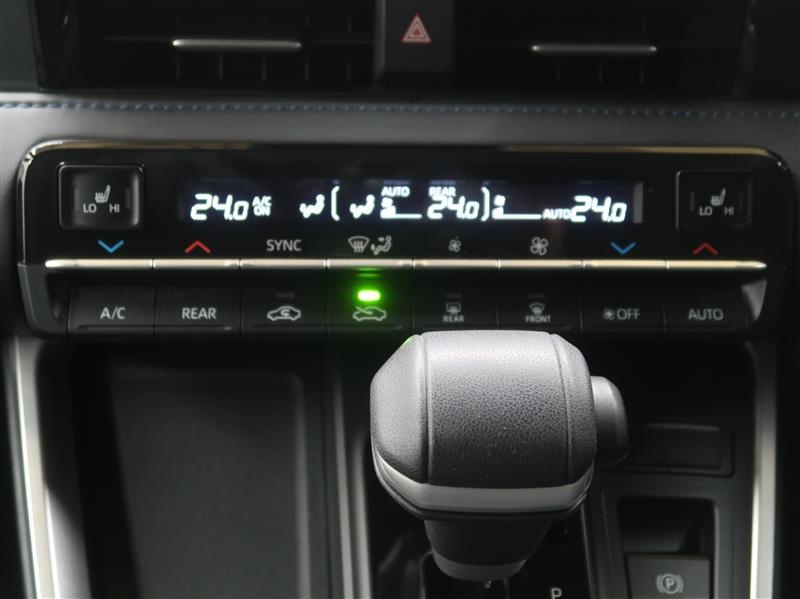 LO HI
24.0 A/C ON AUTO REAR 24.0 AUTO 24.0
LO HI
SYNC
A/C REAR REAR FRONT OFF AUTO
P
P